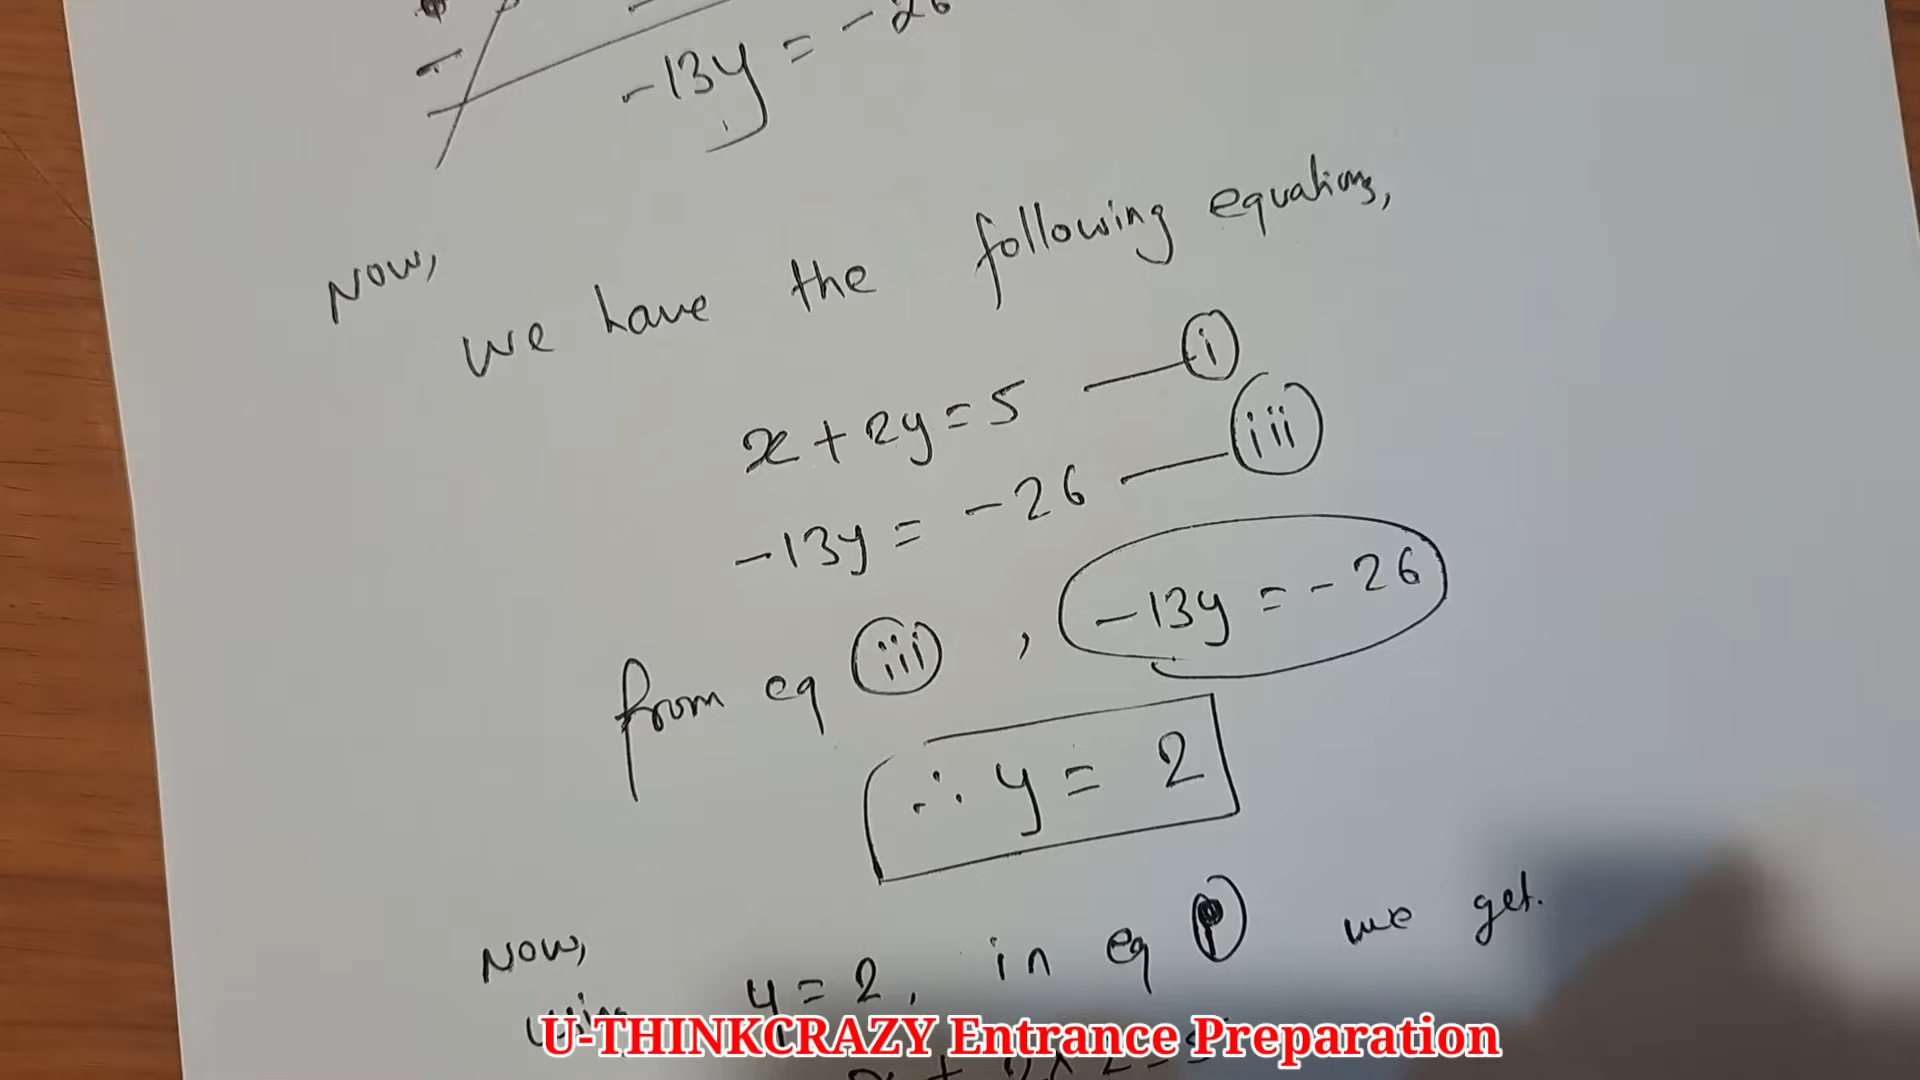 -13y = -26
Now,
we have the following equations,
x + 2y = 5 — i
-13y = -26 — iii
from eq iii , -13y = -26
∴ y = 2
Now,
using y = 2, in eq we get.
U-THINKCRAZY Entrance Preparation